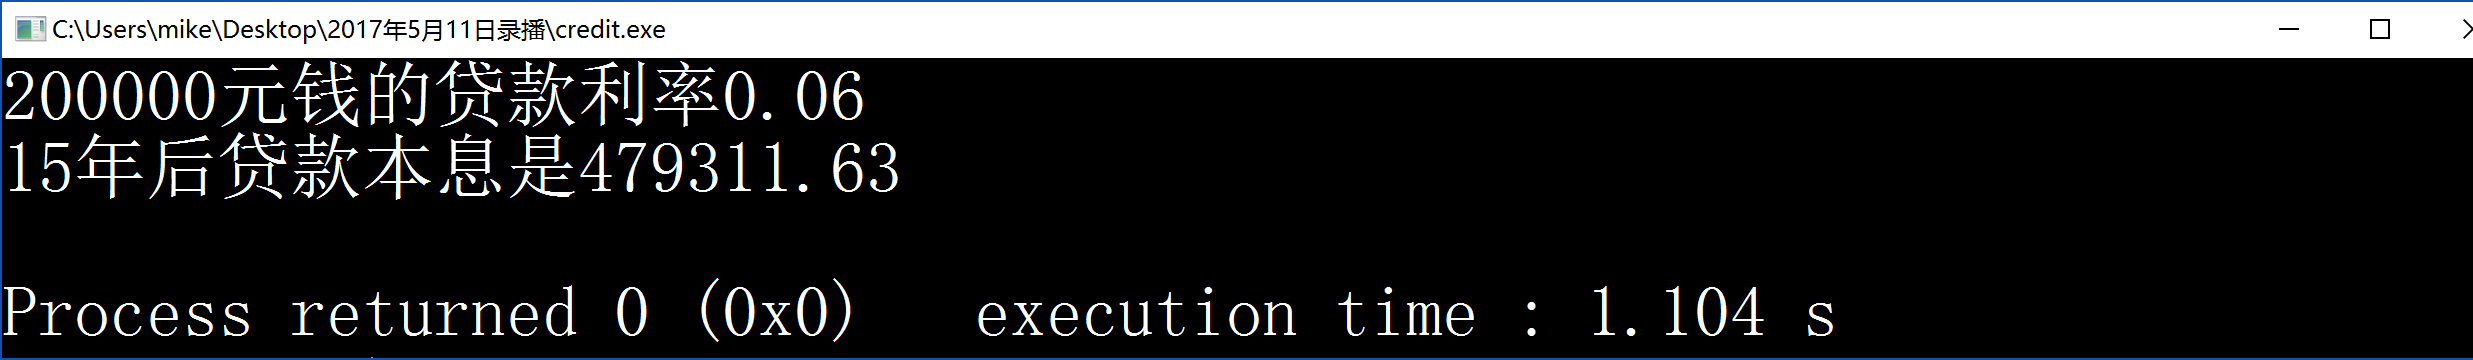 C:\Users\mike\Desktop\2017年5月11日录播\credit.exe
200000元钱的贷款利率0.06
15年后贷款本息是479311.63
Process returned 0 (0x0)   execution time : 1.104 s